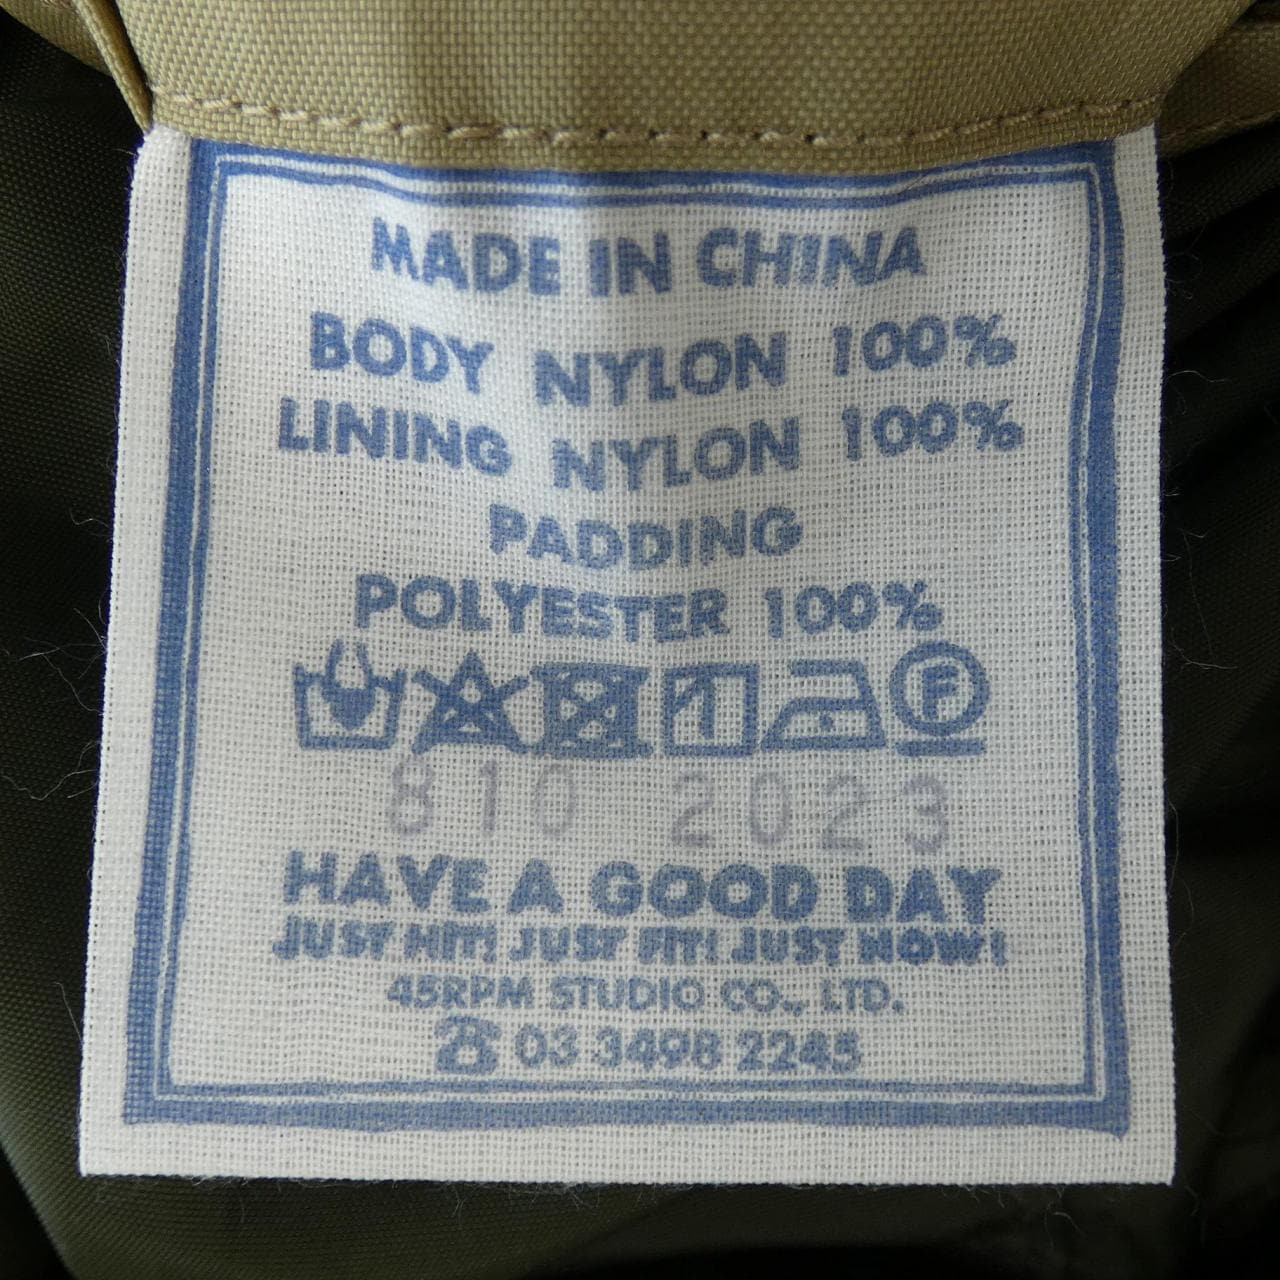 MADE IN CHINA
BODY NYLON 100%
LINING NYLON 100%
PADDING
POLYESTER 100%
F
810 2023
HAVE A GOOD DAY
JUST HIT! JUST FIT! JUST NOW!
45RPM STUDIO CO., LTD.
☎ 03 3498 2245